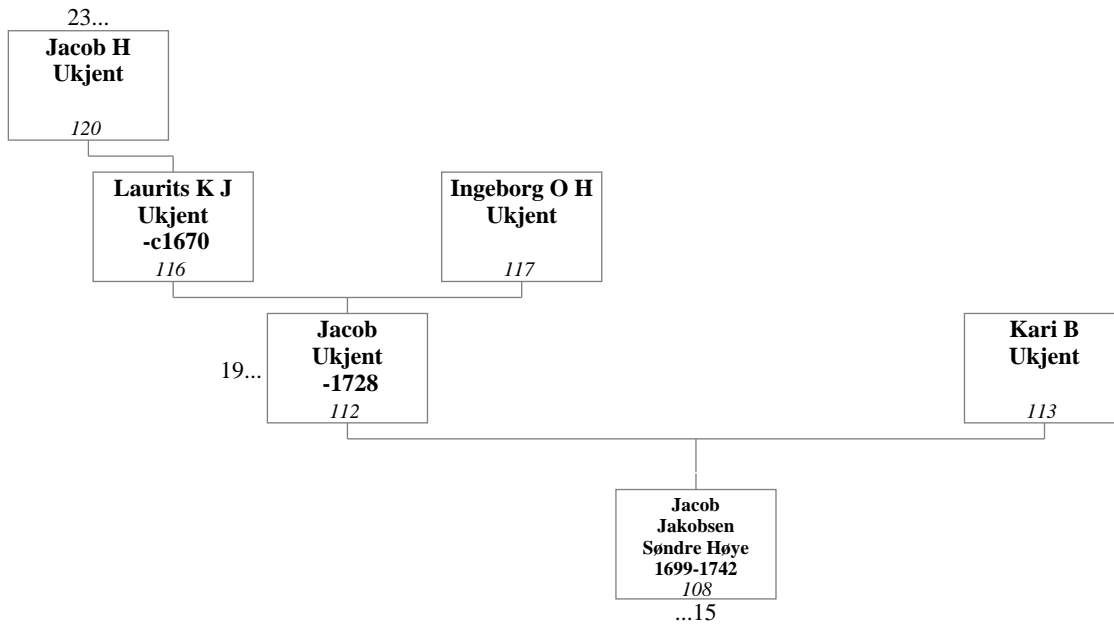 23...
Jacob H
Ukjent
120
Laurits K J
Ukjent
-c1670
116
Ingeborg O H
Ukjent
117
19...
Jacob
Ukjent
-1728
112
Kari B
Ukjent
113
Jacob
Jakobsen
Søndre Høye
1699-1742
108
...15